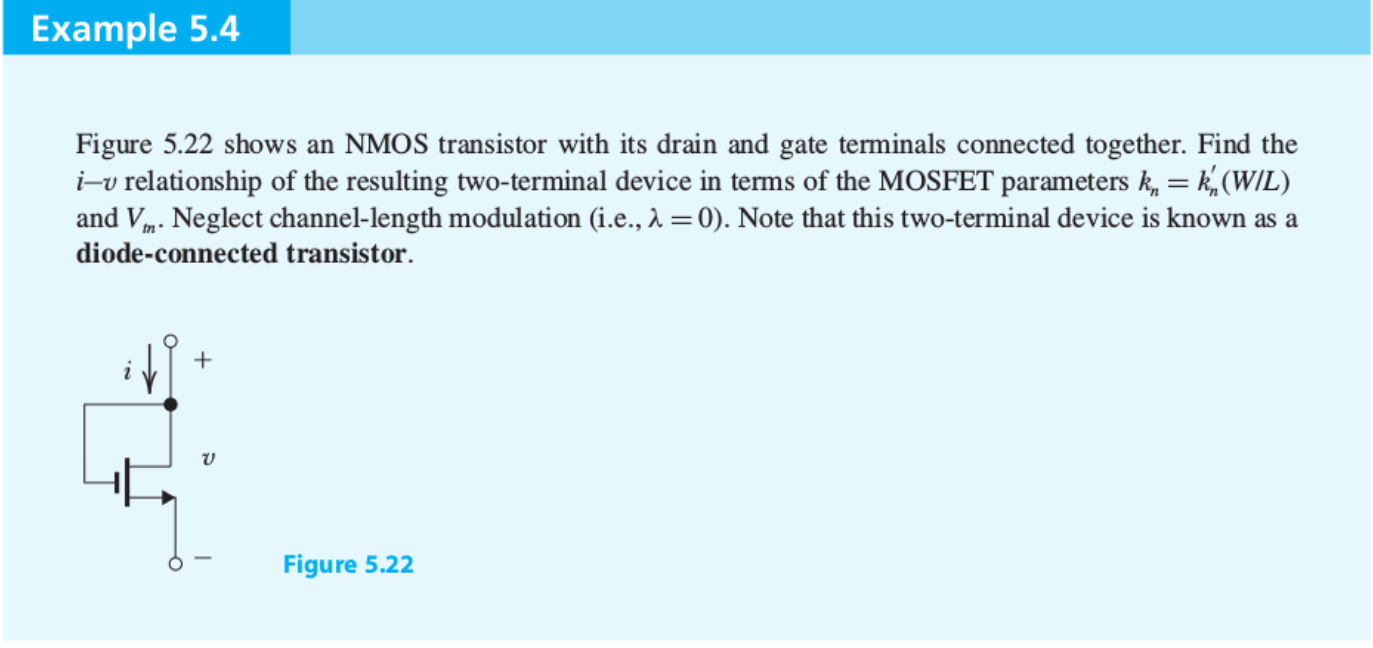 Example 5.4
Figure 5.22 shows an NMOS transistor with its drain and gate terminals connected together. Find the
i–v relationship of the resulting two-terminal device in terms of the MOSFET parameters kₙ = k′ₙ(W/L)
and Vₜₙ. Neglect channel-length modulation (i.e., λ = 0). Note that this two-terminal device is known as a
diode-connected transistor.
i
+
v
−
Figure 5.22